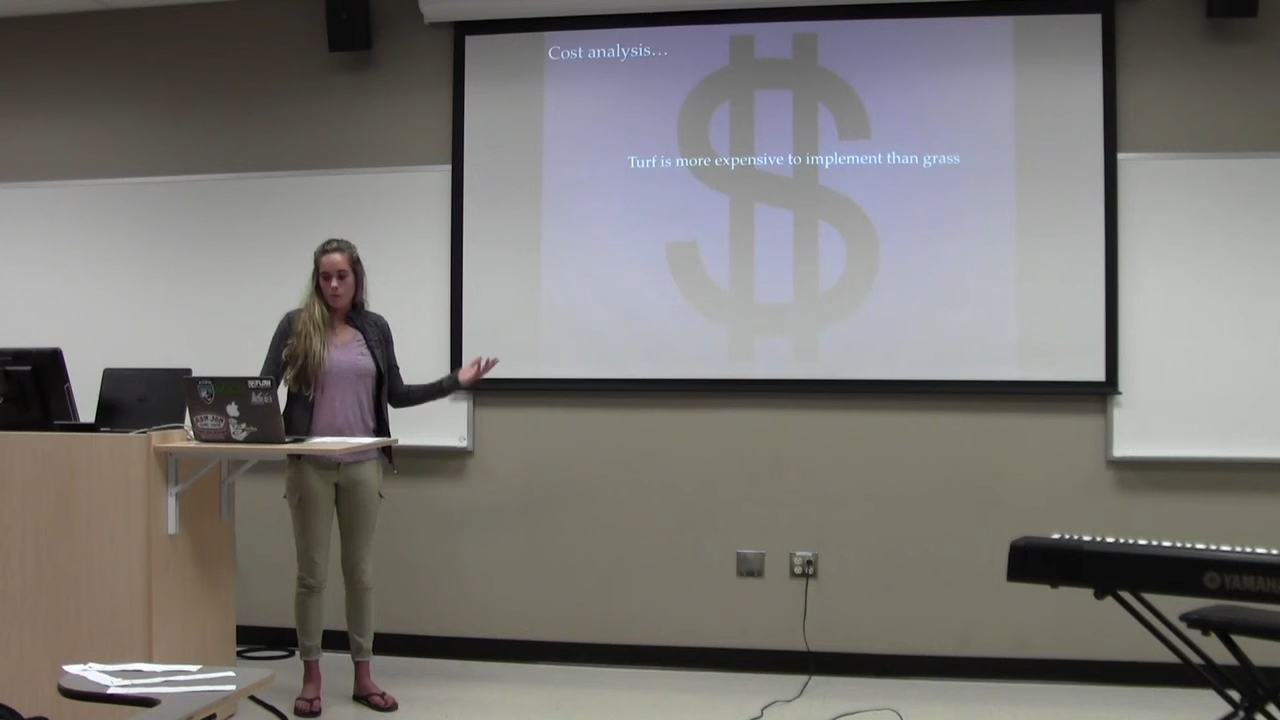 Cost analysis…
Turf is more expensive to implement than grass
YAMAHA